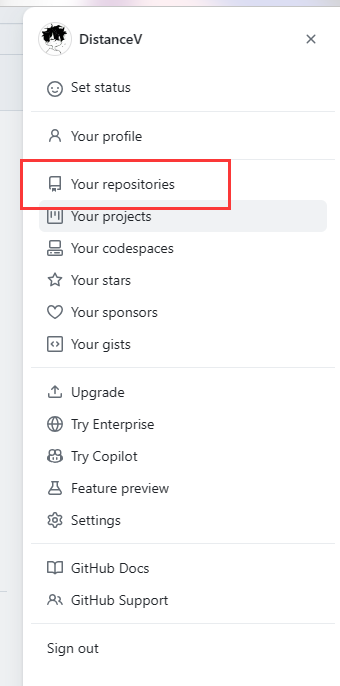 DistanceV
Set status
Your profile
Your repositories
Your projects
Your codespaces
Your stars
Your sponsors
Your gists
Upgrade
Try Enterprise
Try Copilot
Feature preview
Settings
GitHub Docs
GitHub Support
Sign out